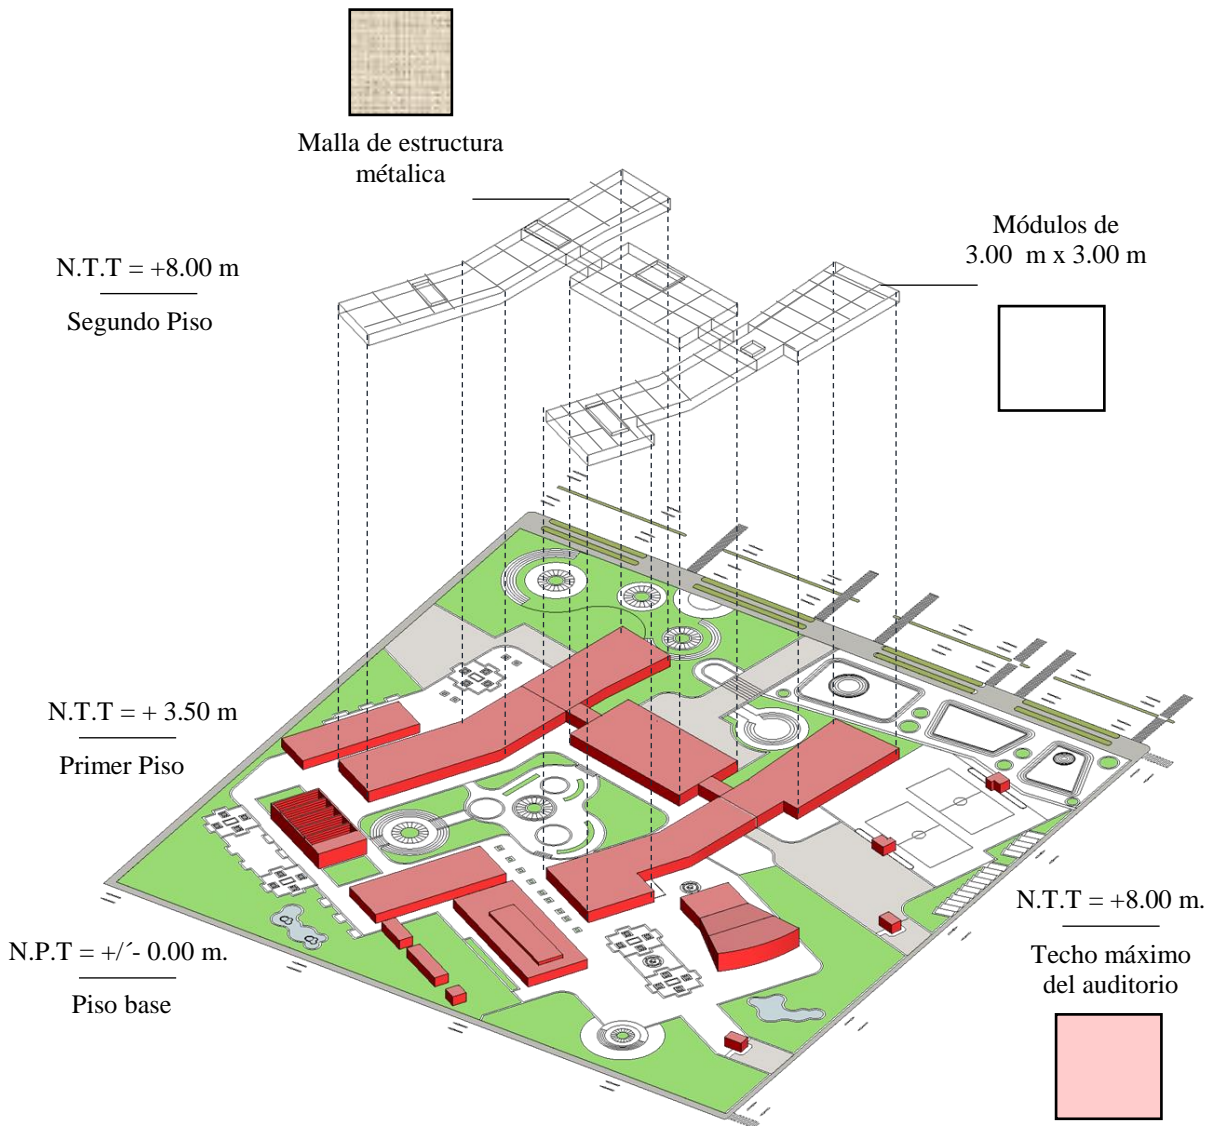 Malla de estructura
métalica
Módulos de
3.00 m x 3.00 m
N.T.T = +8.00 m
Segundo Piso
N.T.T = + 3.50 m
Primer Piso
N.T.T = +8.00 m.
Techo máximo
del auditorio
N.P.T = +/´- 0.00 m.
Piso base